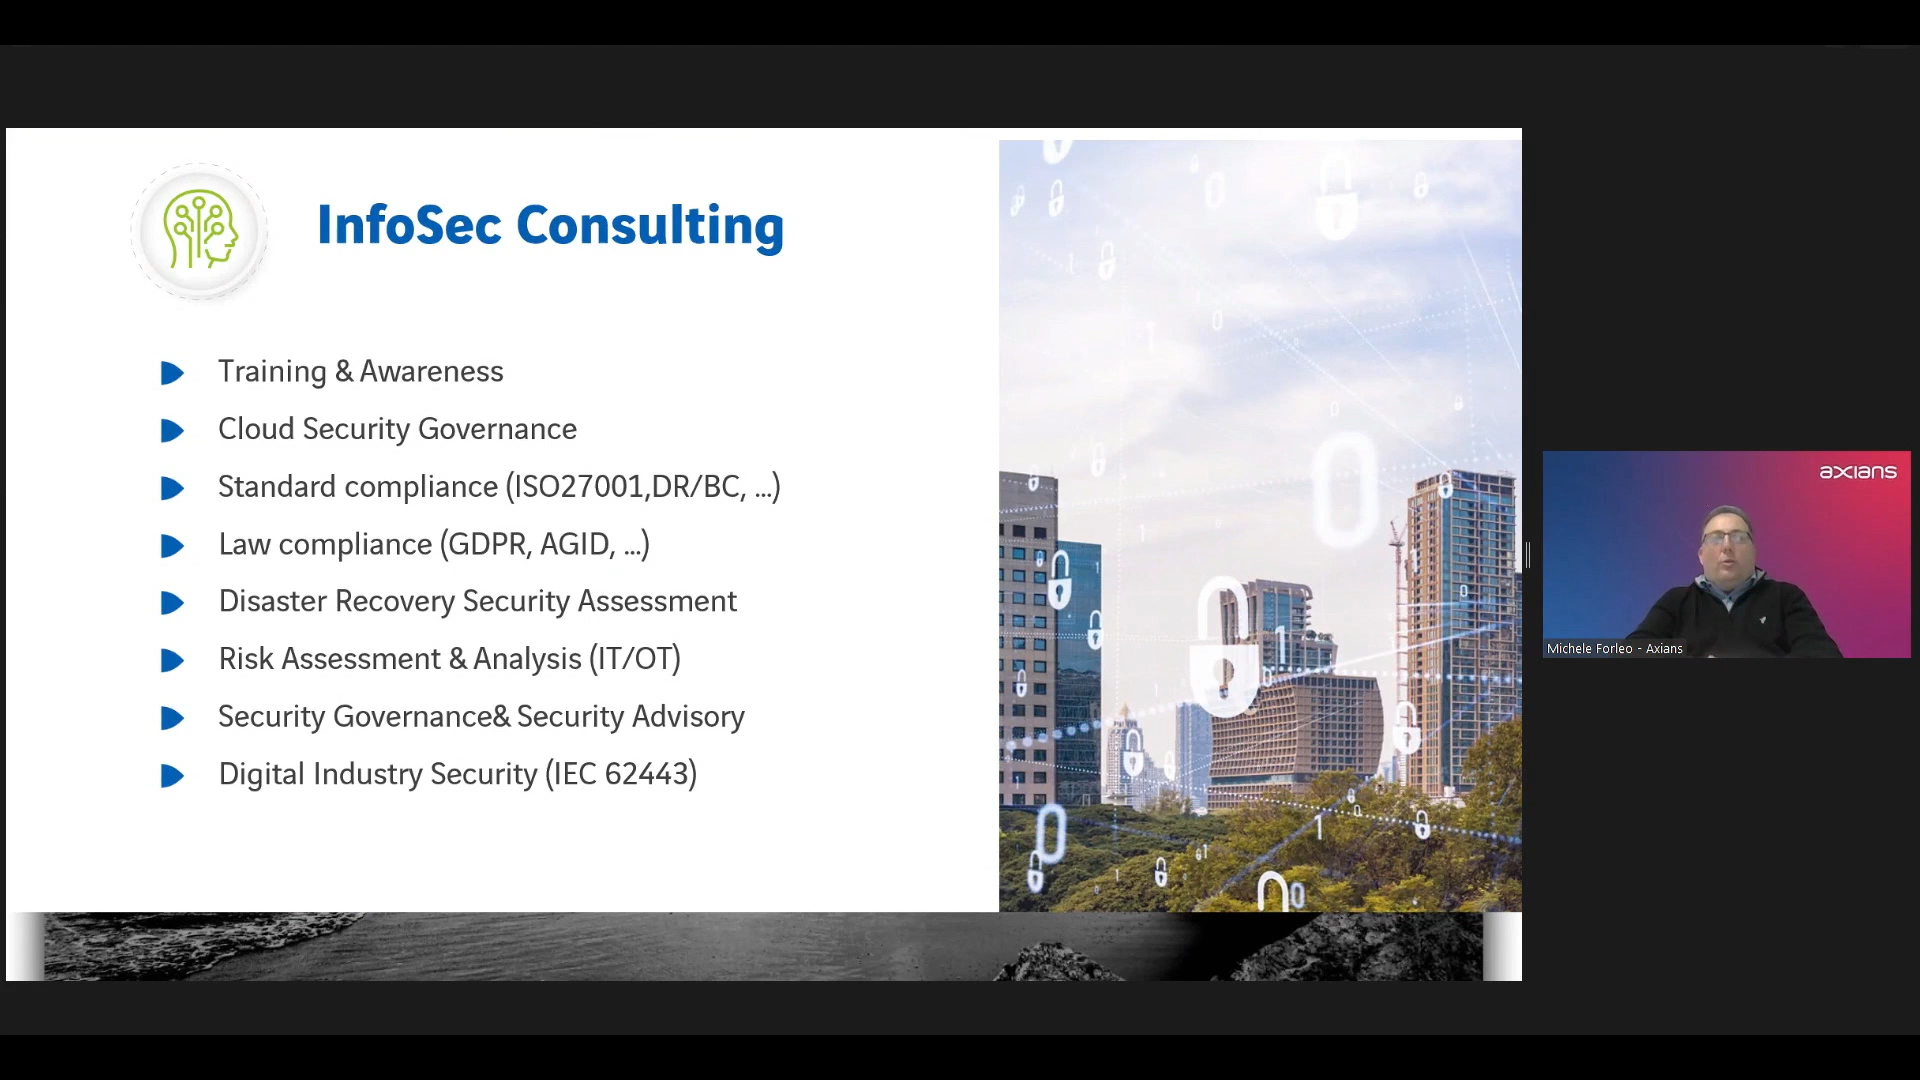 InfoSec Consulting
Training & Awareness
Cloud Security Governance
Standard compliance (ISO27001,DR/BC, ...)
Law compliance (GDPR, AGID, ...)
Disaster Recovery Security Assessment
Risk Assessment & Analysis (IT/OT)
Security Governance& Security Advisory
Digital Industry Security (IEC 62443)
axians
Michele Forleo - Axians